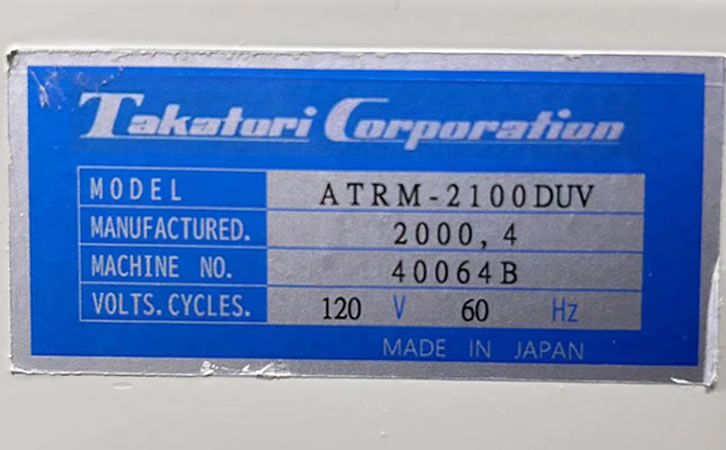 Takatori Corporation
MODEL ATRM-2100DUV
MANUFACTURED. 2000,4
MACHINE NO. 40064B
VOLTS.CYCLES. 120 V 60 Hz
MADE IN JAPAN